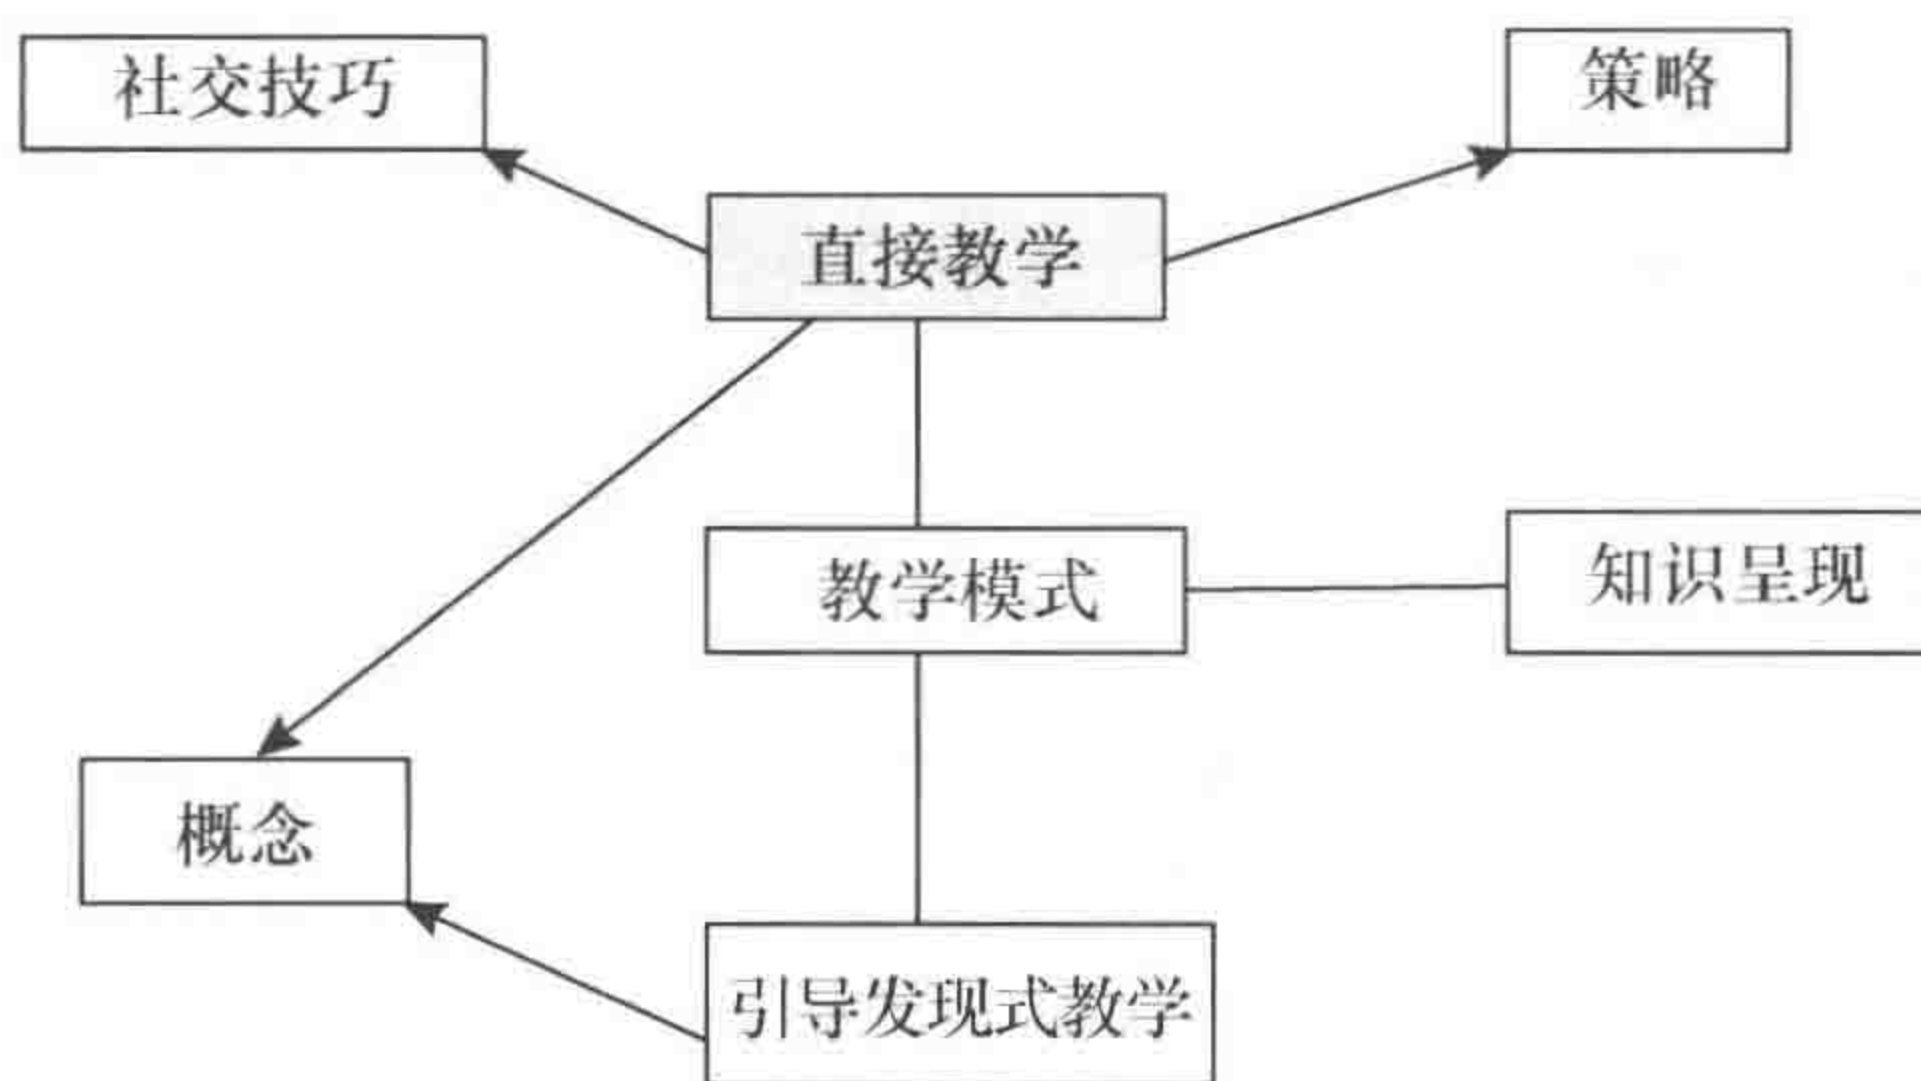 社交技巧
策略
直接教学
教学模式
知识呈现
概念
引导发现式教学